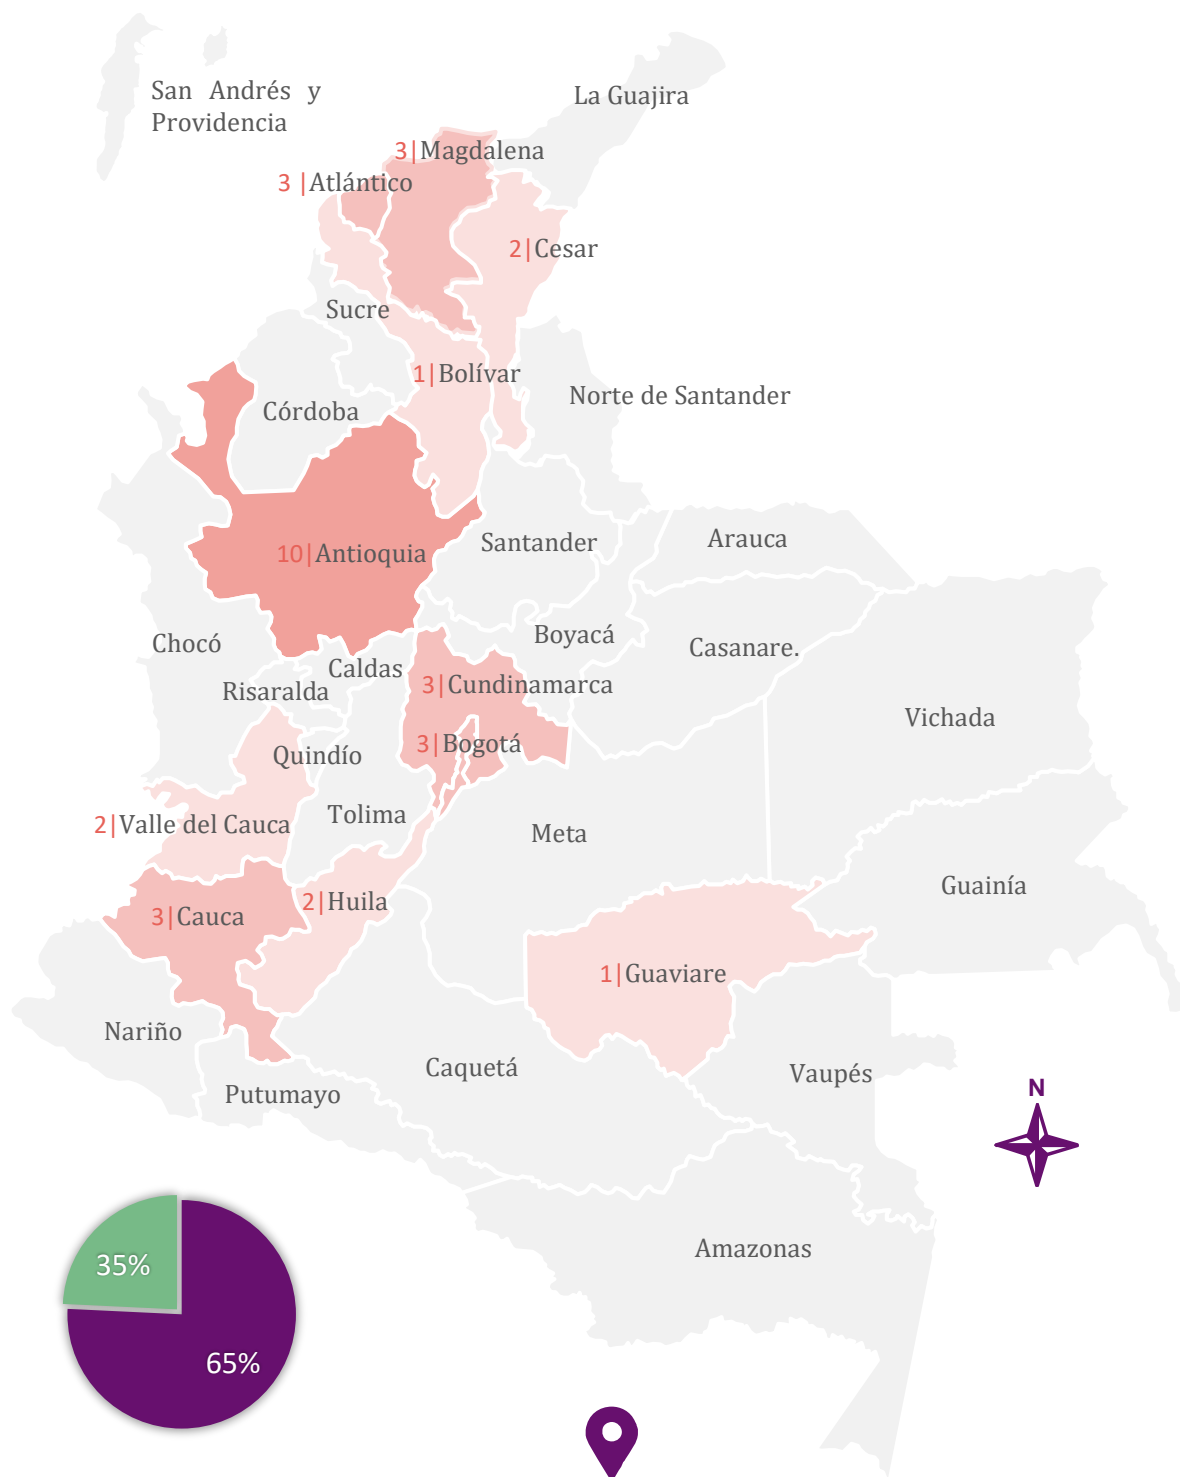 San Andrés y
Providencia
La Guajira
3|Magdalena
3 |Atlántico
2|Cesar
Sucre
1|Bolívar
Norte de Santander
Córdoba
Santander
Arauca
10|Antioquia
Boyacá
Chocó
Casanare.
Caldas
3|Cundinamarca
Risaralda
Vichada
3|Bogotá
Quindío
Tolima
2|Valle del Cauca
Meta
Guainía
2|Huila
3|Cauca
1|Guaviare
Nariño
Caquetá
Vaupés
Putumayo
N
Amazonas
35%
65%